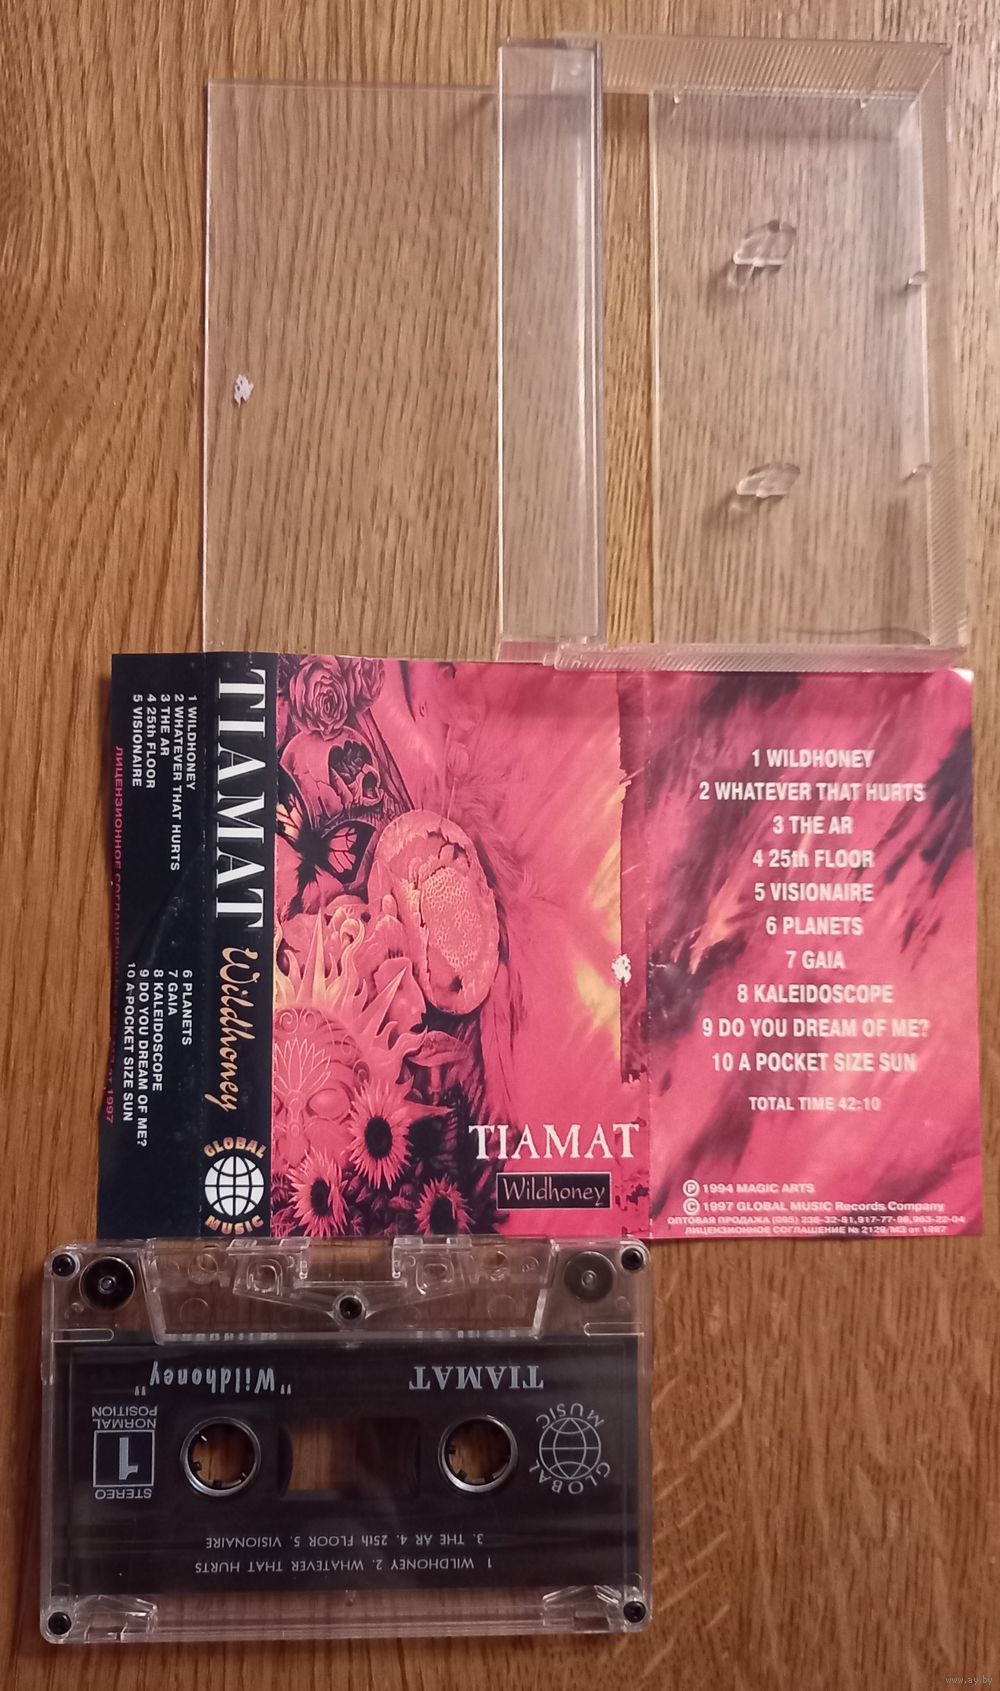 1 WILDHONEY
2 WHATEVER THAT HURTS
3 THE AR
4 25th FLOOR
5 VISIONAIRE
6 PLANETS
7 GAIA
8 KALEIDOSCOPE
9 DO YOU DREAM OF ME?
10 A POCKET SIZE SUN
ЛИЦЕНЗИОННОЕ СОГЛАШЕНИЕ
1997
TIAMAT Wildhoney
GLOBAL
MUSIC
TIAMAT
Wildhoney
1 WILDHONEY
2 WHATEVER THAT HURTS
3 THE AR
4 25th FLOOR
5 VISIONAIRE
6 PLANETS
7 GAIA
8 KALEIDOSCOPE
9 DO YOU DREAM OF ME?
10 A POCKET SIZE SUN
TOTAL TIME 42:10
Ⓟ 1994 MAGIC ARTS
© 1997 GLOBAL MUSIC Records Company
ОПТОВАЯ ПРОДАЖА (095) 236-32-81,917-77-96,963-22-04
ЛИЦЕНЗИОННОЕ СОГЛАШЕНИЕ № 2129/МЗ от 1997
1 WILDHONEY 2. WHATEVER THAT HURTS
3. THE AR 4. 25th FLOOR 5. VISIONAIRE
STEREO
1
NORMAL
POSITION
GLOBAL
MUSIC
TIAMAT
"Wildhoney"
www.ay.by